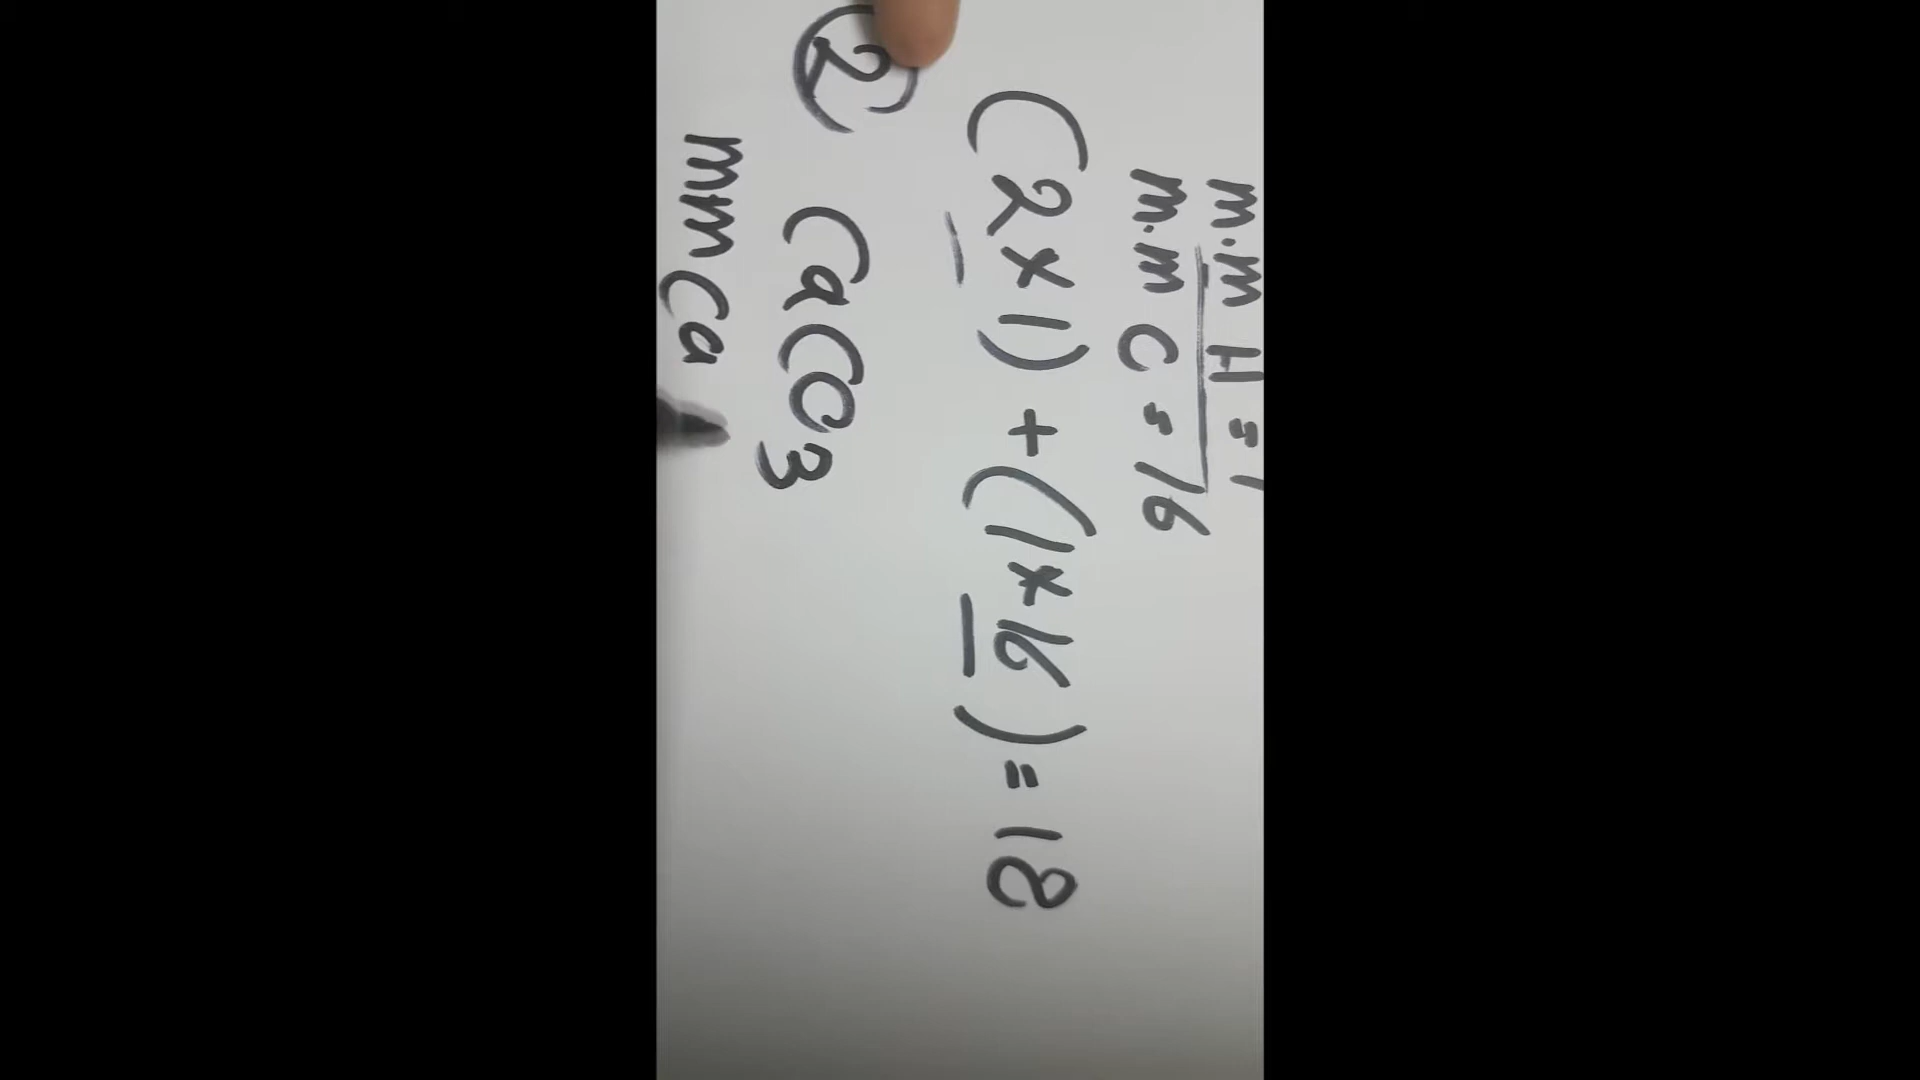 m.m H = 1
m.m C = 16
(2 x 1) + (1 x 16) = 18
② CaCO3
mm Ca